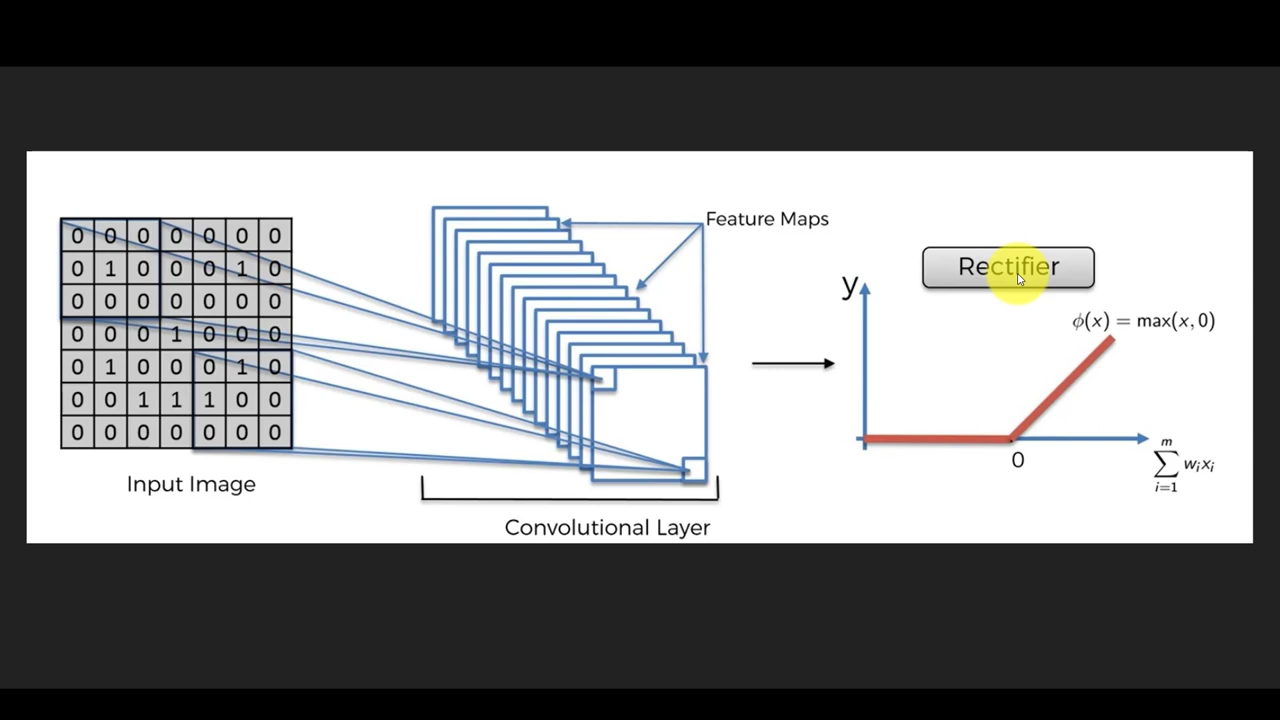 0 0 0 0 0 0 0
0 1 0 0 0 1 0
0 0 0 0 0 0 0
0 0 0 1 0 0 0
0 1 0 0 0 1 0
0 0 1 1 1 0 0
0 0 0 0 0 0 0
Input Image
Feature Maps
Convolutional Layer
Rectifier
y
ϕ(x) = max(x, 0)
0
m
∑ wᵢxᵢ
i=1